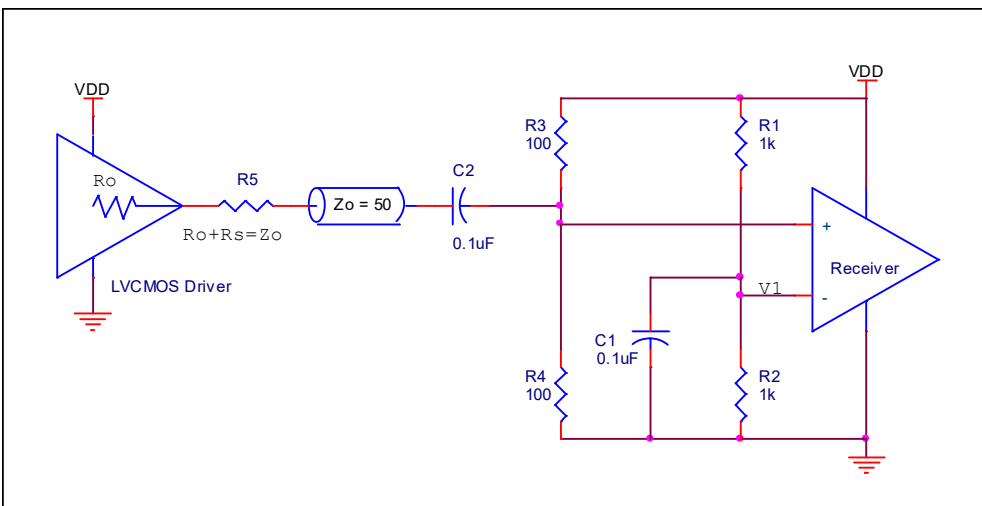 VDD
VDD
R3
100
R1
1k
Ro
R5
Zo = 50
C2
0.1uF
+
Ro+Rs=Zo
Receiver
LVCMOS Driver
V1
-
C1
0.1uF
R4
100
R2
1k